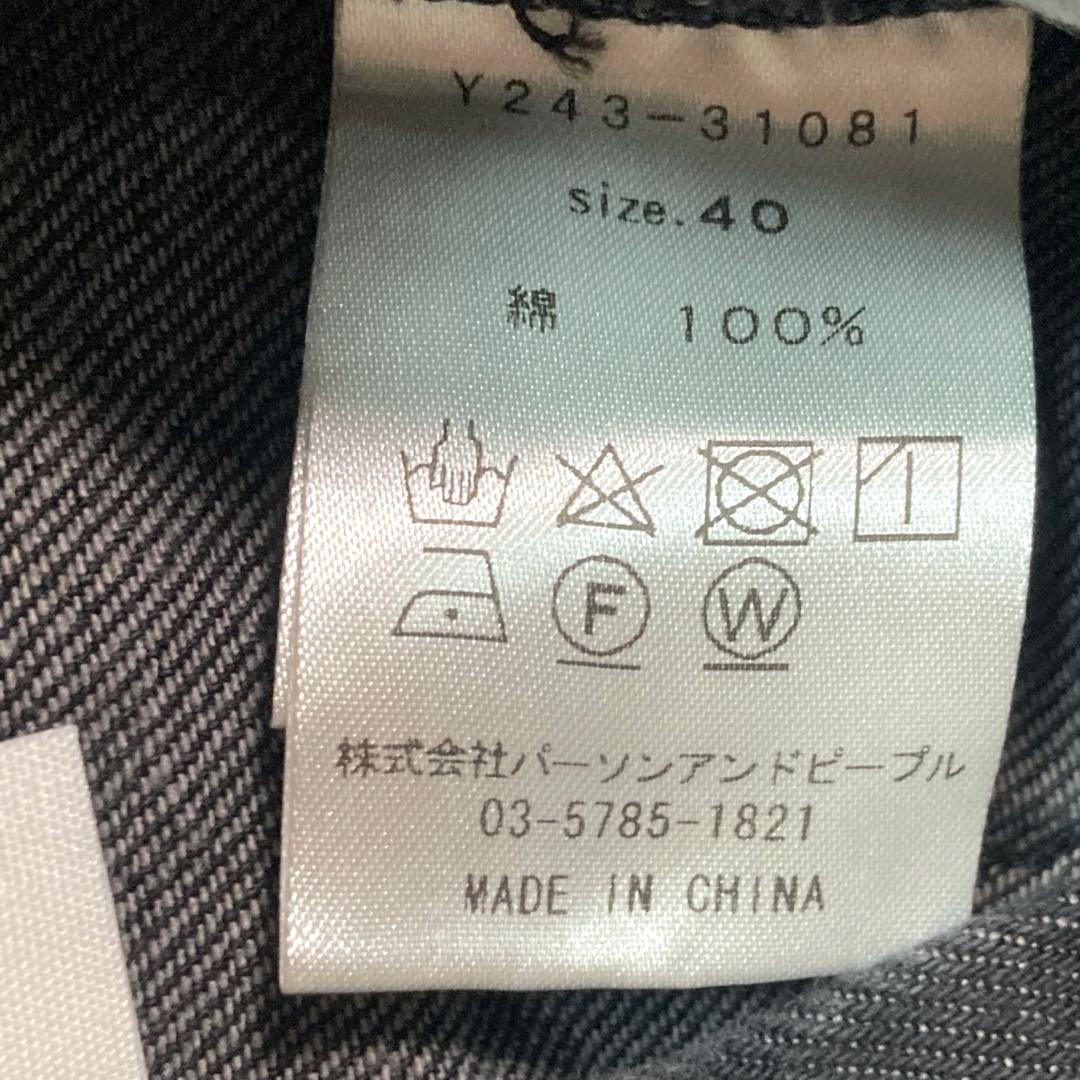 Y243-31081
size.40
綿 100%
F W
株式会社パーソンアンドピープル
03-5785-1821
MADE IN CHINA